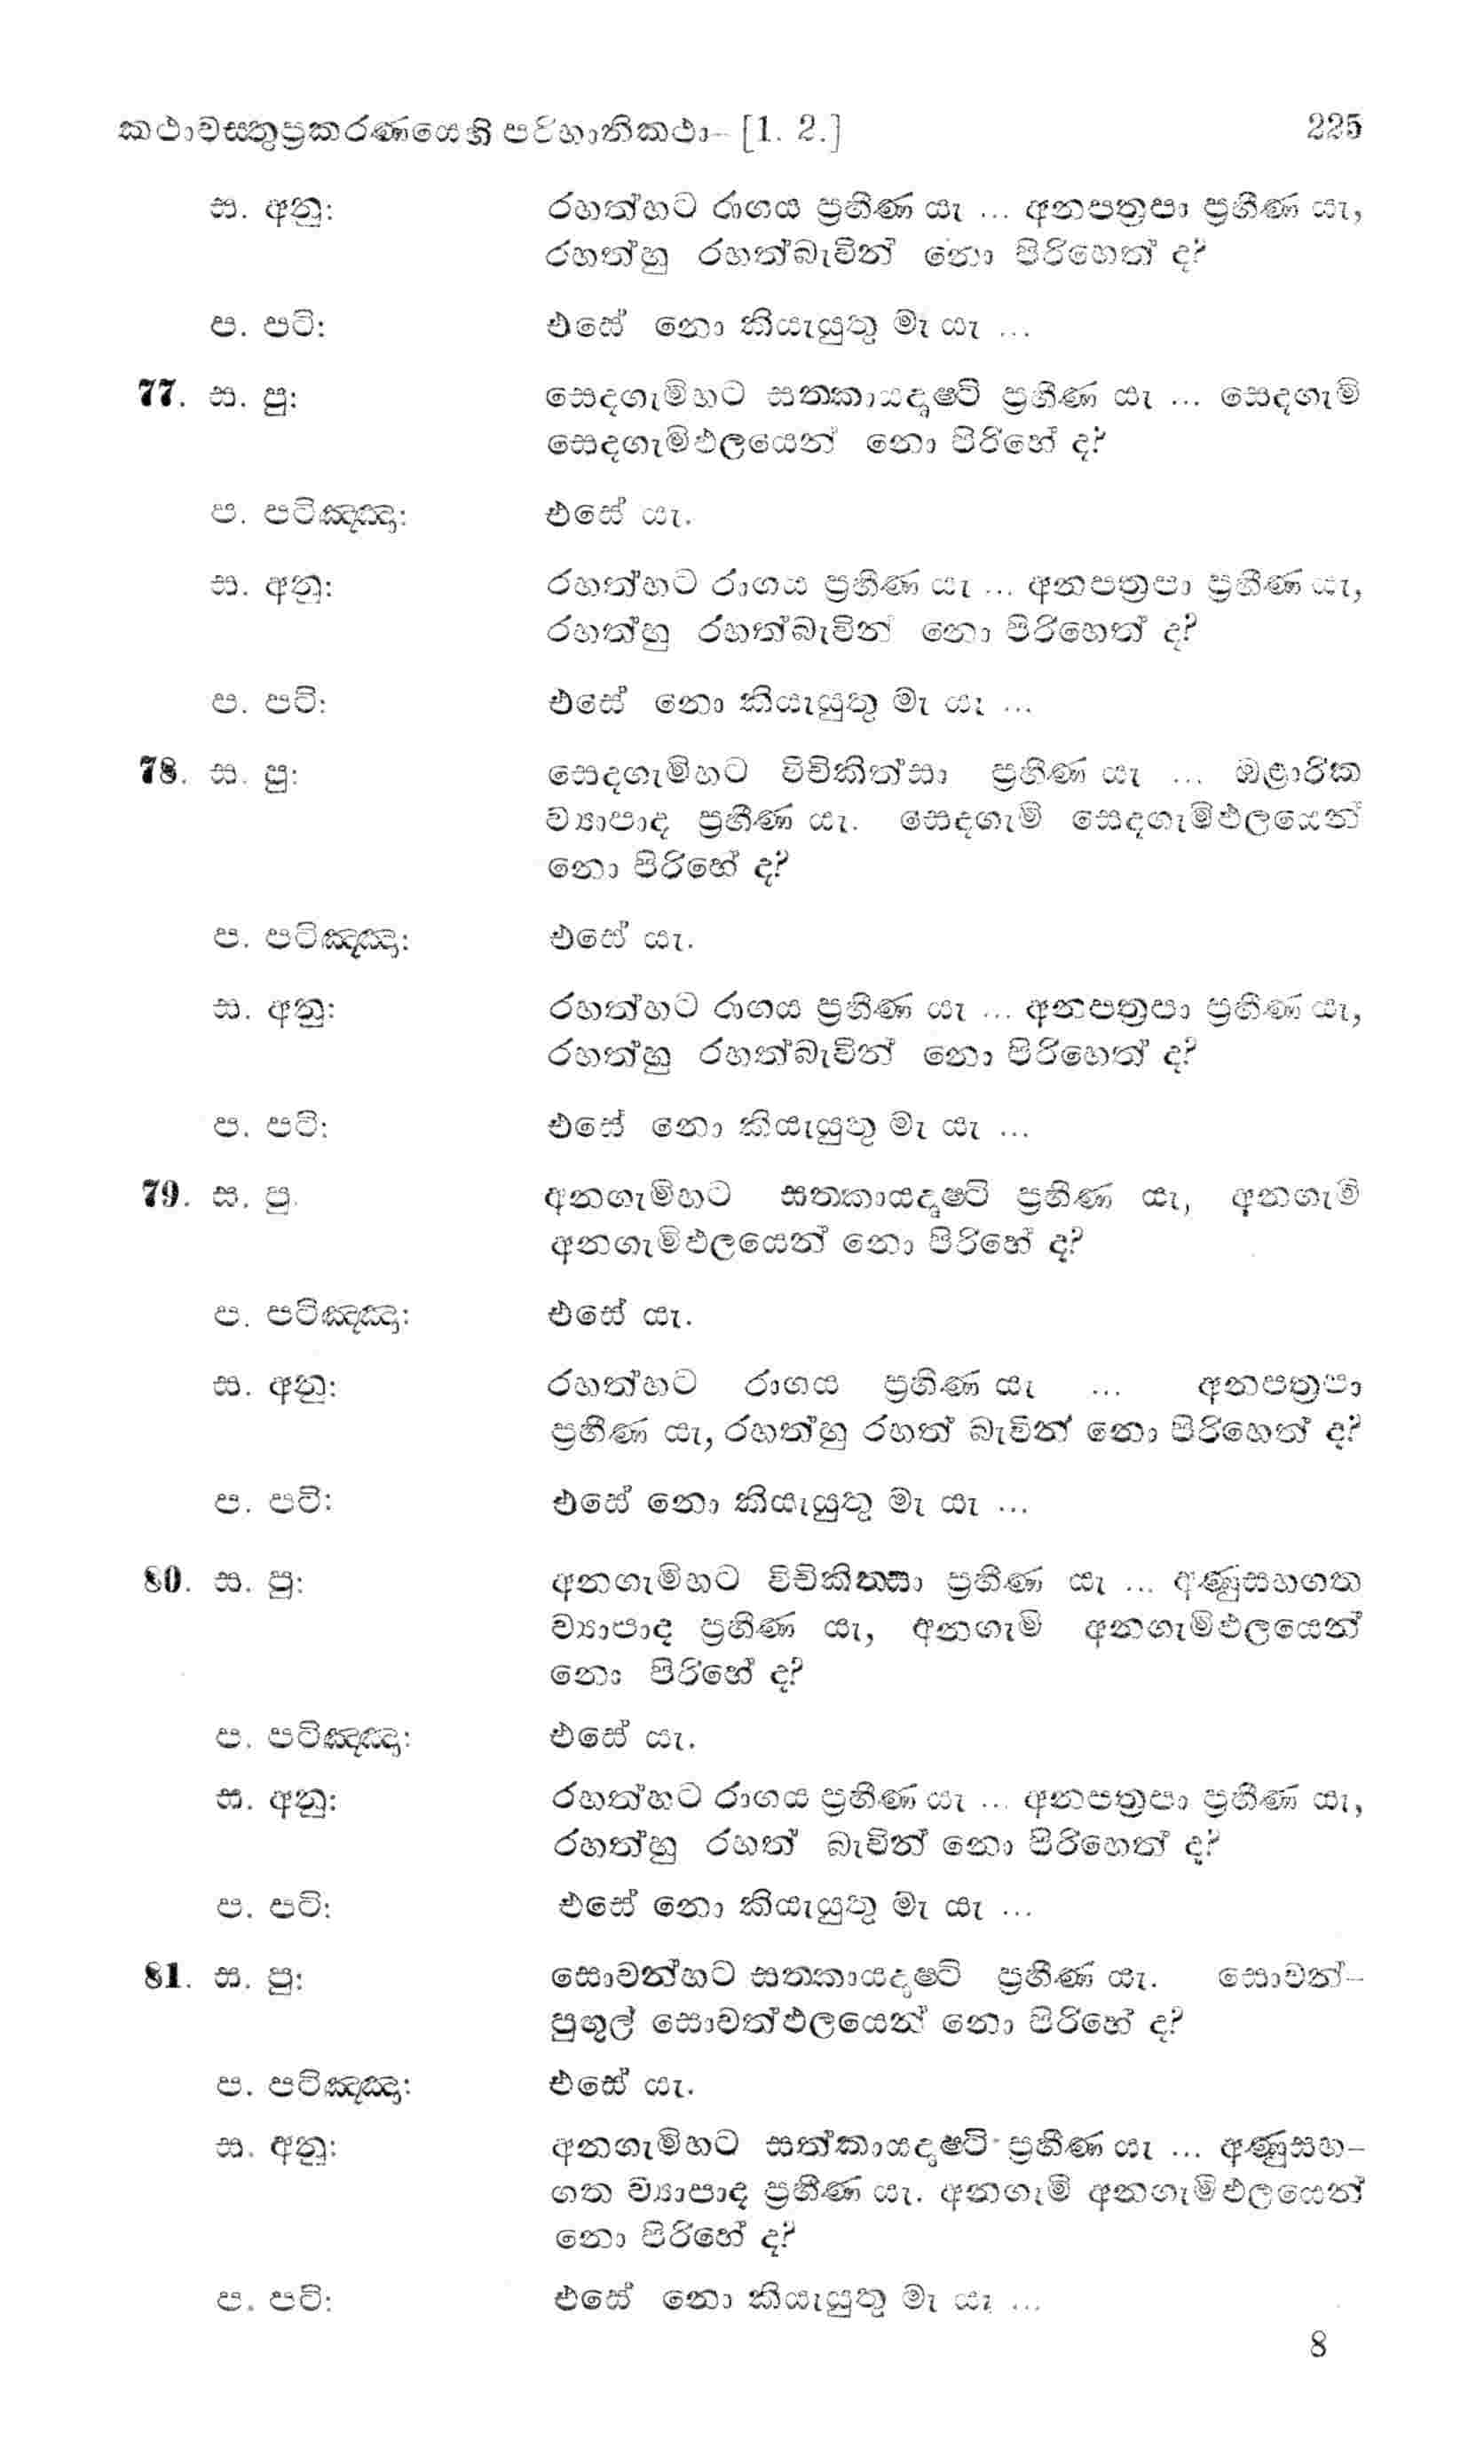 කථාවස්තුප්‍රකරණයෙහි පරිහානිකථා– [1. 2.] 225
ස. අනු: රහත්හට රාගය ප්‍රහීණ යැ ... අනපත්‍රපා ප්‍රහීණ යැ,
රහත්හු රහත්බැවින් නො පිරිහෙත් ද?
ප. පටි: එසේ නො කියැයුතු මැ යැ ...
77. ස. පු: සෙදගැමිහට සත්කායදෘෂ්ටි ප්‍රහීණ යැ ... සෙදගැමි
සෙදගැමිඵලයෙන් නො පිරිහේ ද?
ප. පටිඤ්ඤා: එසේ යැ.
ස. අනු: රහත්හට රාගය ප්‍රහීණ යැ ... අනපත්‍රපා ප්‍රහීණ යැ,
රහත්හු රහත්බැවින් නො පිරිහෙත් ද?
ප. පටි: එසේ නො කියැයුතු මැ යැ ...
78. ස. පු: සෙදගැමිහට විචිකිත්සා ප්‍රහීණ යැ ... ඔළාරික
ව්‍යාපාද ප්‍රහීණ යැ. සෙදගැමි සෙදගැමිඵලයෙන්
නො පිරිහේ ද?
ප. පටිඤ්ඤා: එසේ යැ.
ස. අනු: රහත්හට රාගය ප්‍රහීණ යැ ... අනපත්‍රපා ප්‍රහීණ යැ,
රහත්හු රහත්බැවින් නො පිරිහෙත් ද?
ප. පටි: එසේ නො කියැයුතු මැ යැ ...
79. ස. පු. අනගැමිහට සත්කායදෘෂ්ටි ප්‍රහීණ යැ, අනගැමි
අනගැමිඵලයෙන් නො පිරිහේ ද?
ප. පටිඤ්ඤා: එසේ යැ.
ස. අනු: රහත්හට රාගය ප්‍රහීණ යැ ... අනපත්‍රපා
ප්‍රහීණ යැ, රහත්හු රහත් බැවින් නො පිරිහෙත් ද?
ප. පටි: එසේ නො කියැයුතු මැ යැ ...
80. ස. පු: අනගැමිහට විචිකිත්සා ප්‍රහීණ යැ ... අණුසහගත
ව්‍යාපාද ප්‍රහීණ යැ, අනගැමි අනගැමිඵලයෙන්
නො පිරිහේ ද?
ප. පටිඤ්ඤා: එසේ යැ.
ස. අනු: රහත්හට රාගය ප්‍රහීණ යැ ... අනපත්‍රපා ප්‍රහීණ යැ,
රහත්හු රහත් බැවින් නො පිරිහෙත් ද?
ප. පටි: එසේ නො කියැයුතු මැ යැ ...
81. ස. පු: සොවන්හට සත්කායදෘෂ්ටි ප්‍රහීණ යැ. සොවන්–
පුඟුල් සොවන්ඵලයෙන් නො පිරිහේ ද?
ප. පටිඤ්ඤා: එසේ යැ.
ස. අනු: අනගැමිහට සත්කායදෘෂ්ටි ප්‍රහීණ යැ ... අණුසහ–
ගත ව්‍යාපාද ප්‍රහීණ යැ. අනගැමි අනගැමිඵලයෙන්
නො පිරිහේ ද?
ප. පටි: එසේ නො කියැයුතු මැ යැ ...
8